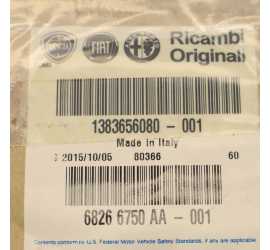 FIAT
Ricambi
Originali
1383656080-001
Made in Italy
2015/10/05 80366 60
6826 6750 AA-001
Contents conform to U.S. Federal Motor Vehicle Safety Standards, if any are applicable